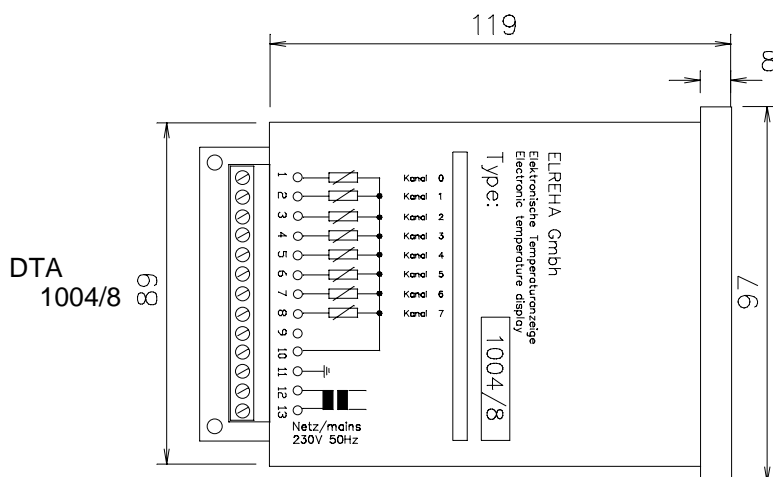 119
8
DTA
1004/8
89
97
1 Kanal 0
2 Kanal 1
3 Kanal 2
4 Kanal 3
5 Kanal 4
6 Kanal 5
7 Kanal 6
8 Kanal 7
9
10
11
12
13
Netz/mains
230V 50Hz
ELREHA Gmbh
Elektronische Temperaturanzeige
Electronic temperature display
Type: 1004/8